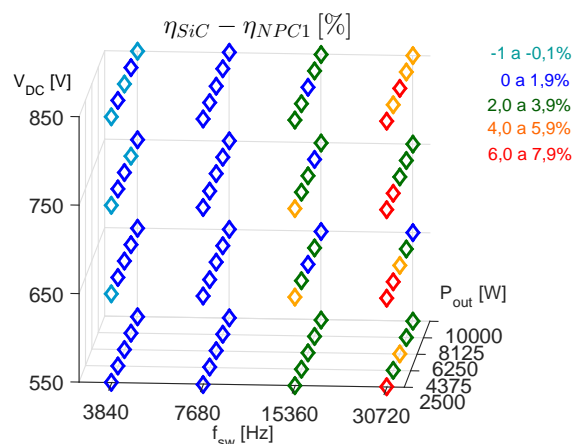 η_SiC − η_NPC1 [%]
-1 a -0,1%
0 a 1,9%
2,0 a 3,9%
4,0 a 5,9%
6,0 a 7,9%
V_DC [V]
850
750
650
550
P_out [W]
10000
8125
6250
4375
2500
3840
7680
15360
30720
f_sw [Hz]